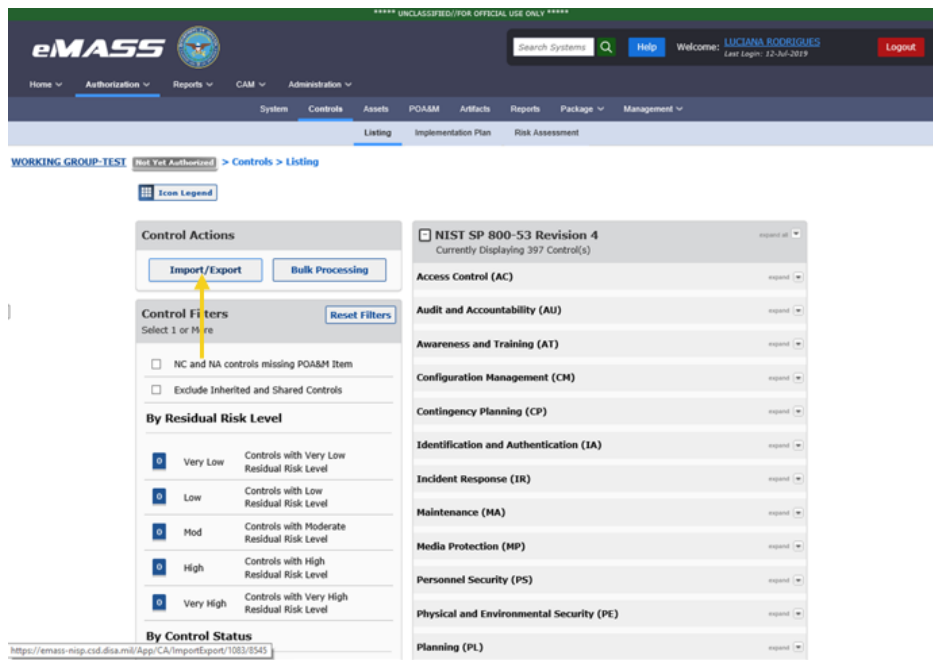 ***** UNCLASSIFIED//FOR OFFICIAL USE ONLY *****
eMASS
Search Systems
Help
Welcome: LUCIANA RODRIGUES
Last Login: 12-Jul-2019
Logout
Home
Authorization
Reports
CAM
Administration
System
Controls
Assets
POA&M
Artifacts
Reports
Package
Management
Listing
Implementation Plan
Risk Assessment
WORKING GROUP-TEST Not Yet Authorized > Controls > Listing
Icon Legend
Control Actions
Import/Export
Bulk Processing
Control Filters
Reset Filters
Select 1 or More
NC and NA controls missing POA&M Item
Exclude Inherited and Shared Controls
By Residual Risk Level
0 Very Low Controls with Very Low
Residual Risk Level
0 Low Controls with Low
Residual Risk Level
0 Mod Controls with Moderate
Residual Risk Level
0 High Controls with High
Residual Risk Level
0 Very High Controls with Very High
Residual Risk Level
By Control Status
NIST SP 800-53 Revision 4 expand all
Currently Displaying 397 Control(s)
Access Control (AC) expand
Audit and Accountability (AU) expand
Awareness and Training (AT) expand
Configuration Management (CM) expand
Contingency Planning (CP) expand
Identification and Authentication (IA) expand
Incident Response (IR) expand
Maintenance (MA) expand
Media Protection (MP) expand
Personnel Security (PS) expand
Physical and Environmental Security (PE) expand
Planning (PL) expand
https://emass-nisp.csd.disa.mil/App/CA/ImportExport/1083/8545